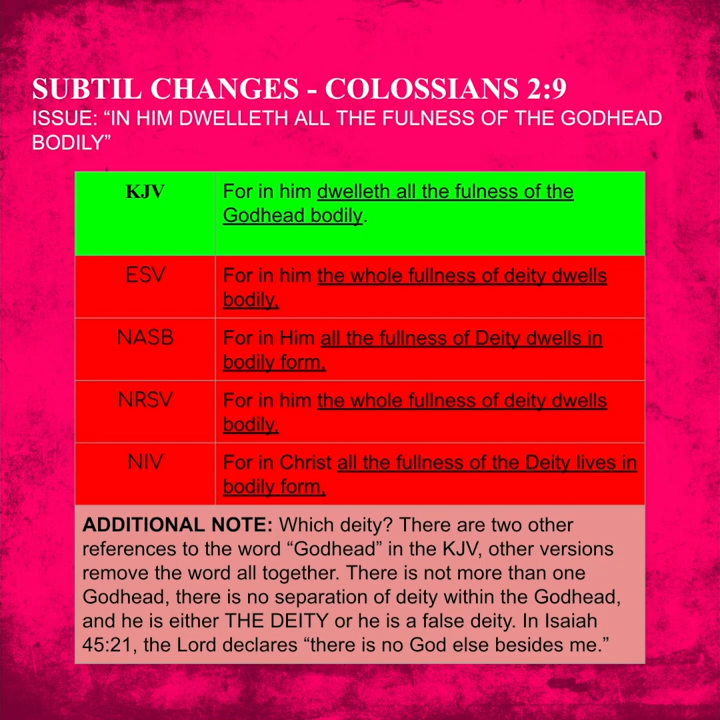 SUBTIL CHANGES - COLOSSIANS 2:9
ISSUE: “IN HIM DWELLETH ALL THE FULNESS OF THE GODHEAD
BODILY”
KJV
For in him dwelleth all the fulness of the
Godhead bodily.
ESV
For in him the whole fullness of deity dwells
bodily,
NASB
For in Him all the fullness of Deity dwells in
bodily form,
NRSV
For in him the whole fullness of deity dwells
bodily,
NIV
For in Christ all the fullness of the Deity lives in
bodily form,
ADDITIONAL NOTE: Which deity? There are two other
references to the word “Godhead” in the KJV, other versions
remove the word all together. There is not more than one
Godhead, there is no separation of deity within the Godhead,
and he is either THE DEITY or he is a false deity. In Isaiah
45:21, the Lord declares “there is no God else besides me.”